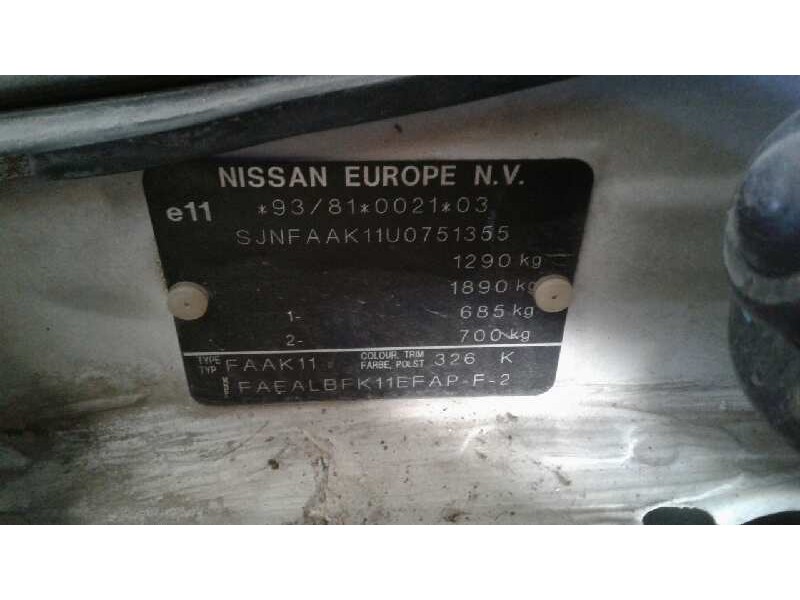 NISSAN EUROPE N.V.
e11 *93/81*0021*03
SJNFAAK11U0751355
1290 kg
1890 kg
1- 685 kg
2- 700 kg
TYPE TYP FAAK11 COLOUR, TRIM FARBE, POLST 326 K
FAEALBFK11EFAP-F-2